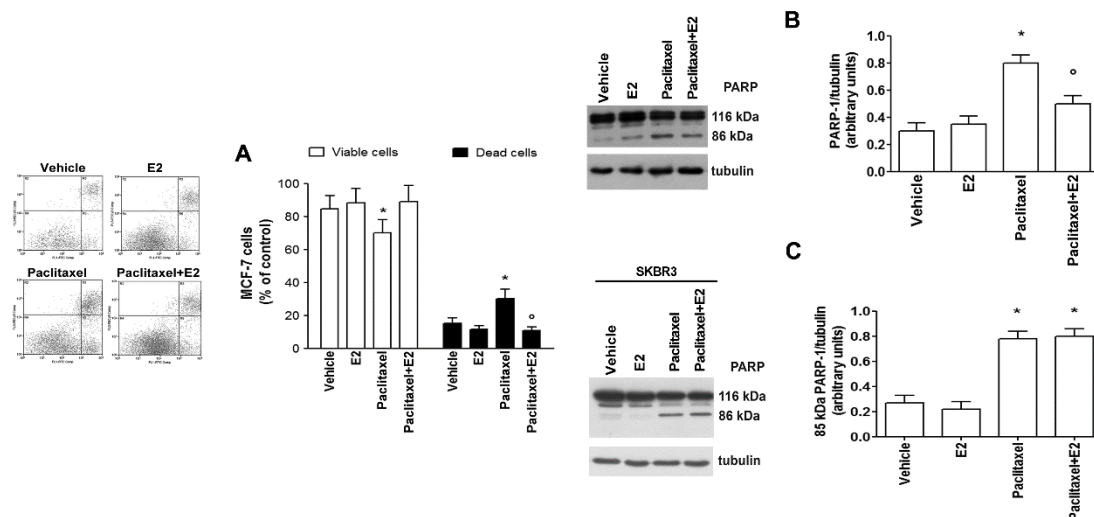 Vehicle
E2
Paclitaxel
Paclitaxel+E2
A
Viable cells
Dead cells
MCF-7 cells
(% of control)
100
80
60
40
20
0
*
*
°
Vehicle
E2
Paclitaxel
Paclitaxel+E2
Vehicle
E2
Paclitaxel
Paclitaxel+E2
Vehicle
E2
Paclitaxel
Paclitaxel+E2
PARP
116 kDa
86 kDa
tubulin
SKBR3
Vehicle
E2
Paclitaxel
Paclitaxel+E2
PARP
116 kDa
86 kDa
tubulin
B
PARP-1/tubulin
(arbitrary units)
1.0
0.8
0.6
0.4
0.2
0.0
*
°
Vehicle
E2
Paclitaxel
Paclitaxel+E2
C
85 kDa PARP-1/tubulin
(arbitrary units)
1.0
0.8
0.6
0.4
0.2
0.0
*
*
Vehicle
E2
Paclitaxel
Paclitaxel+E2